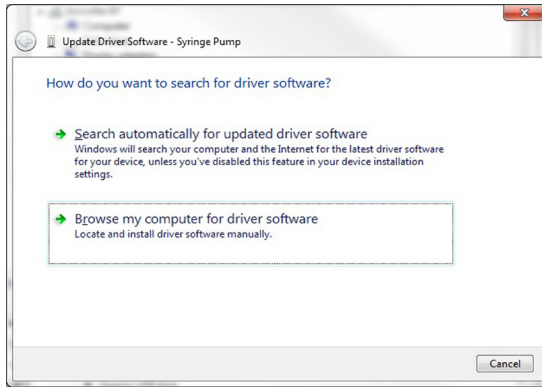 Computer
Update Driver Software - Syringe Pump
How do you want to search for driver software?
Search automatically for updated driver software
Windows will search your computer and the Internet for the latest driver software
for your device, unless you've disabled this feature in your device installation
settings.
Browse my computer for driver software
Locate and install driver software manually.
Cancel